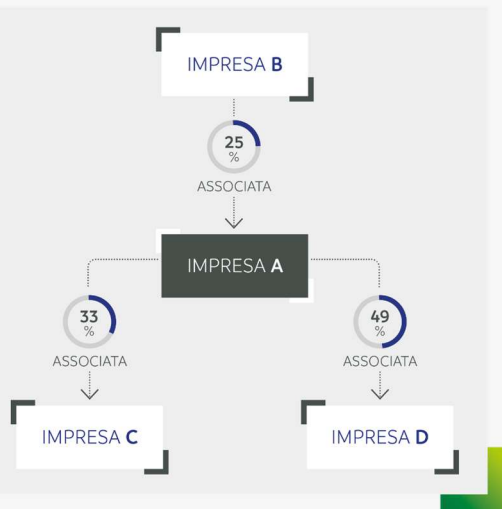 IMPRESA B
25
%
ASSOCIATA
IMPRESA A
33
%
ASSOCIATA
49
%
ASSOCIATA
IMPRESA C
IMPRESA D